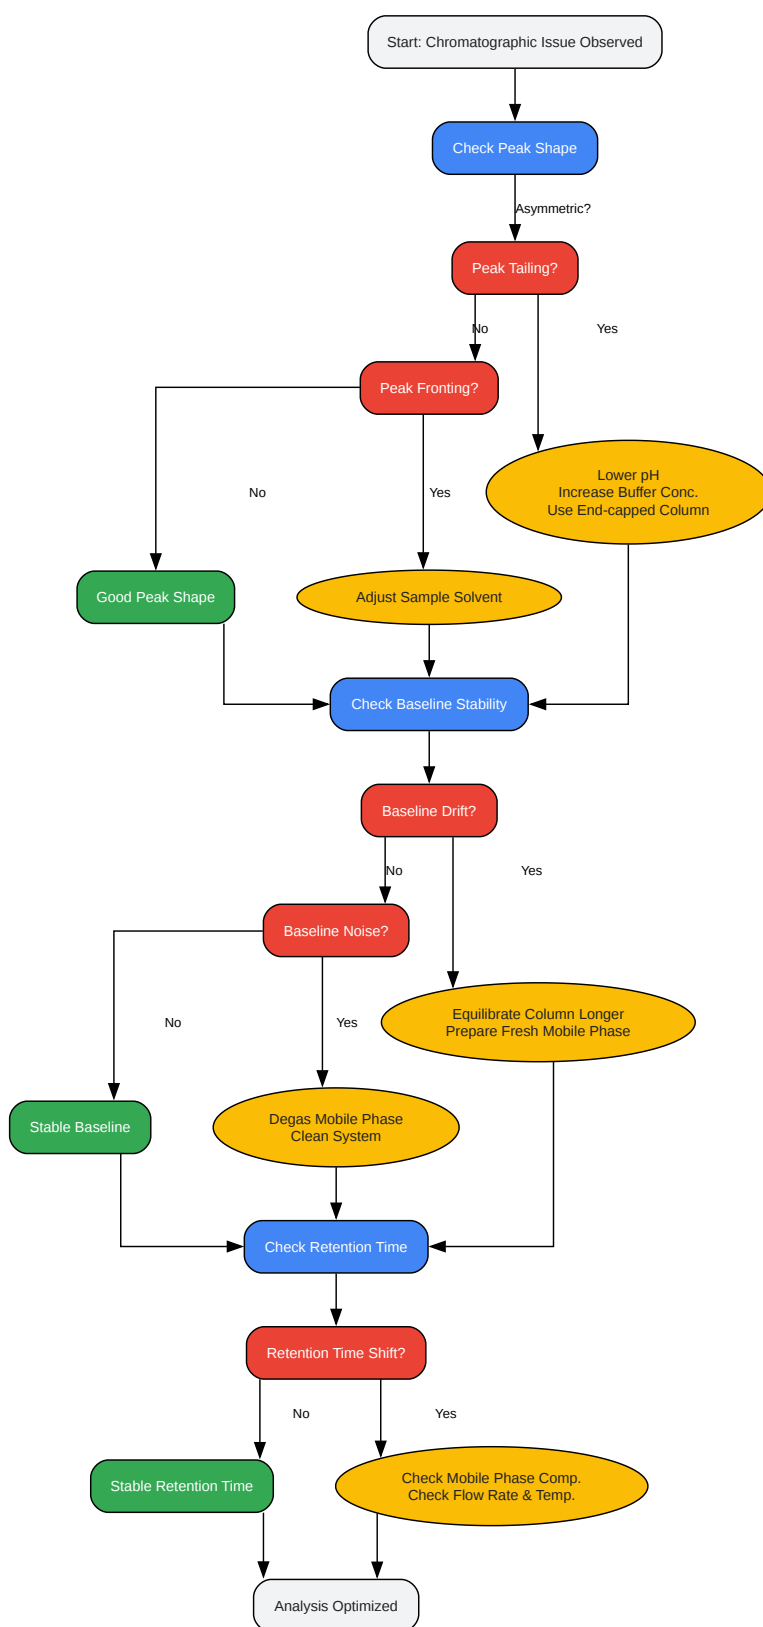 Start: Chromatographic Issue Observed
Check Peak Shape
Asymmetric?
Peak Tailing?
No
Yes
Peak Fronting?
No
Yes
Lower pH
Increase Buffer Conc.
Use End-capped Column
Good Peak Shape
Adjust Sample Solvent
Check Baseline Stability
Baseline Drift?
No
Yes
Baseline Noise?
No
Yes
Equilibrate Column Longer
Prepare Fresh Mobile Phase
Stable Baseline
Degas Mobile Phase
Clean System
Check Retention Time
Retention Time Shift?
No
Yes
Stable Retention Time
Check Mobile Phase Comp.
Check Flow Rate & Temp.
Analysis Optimized